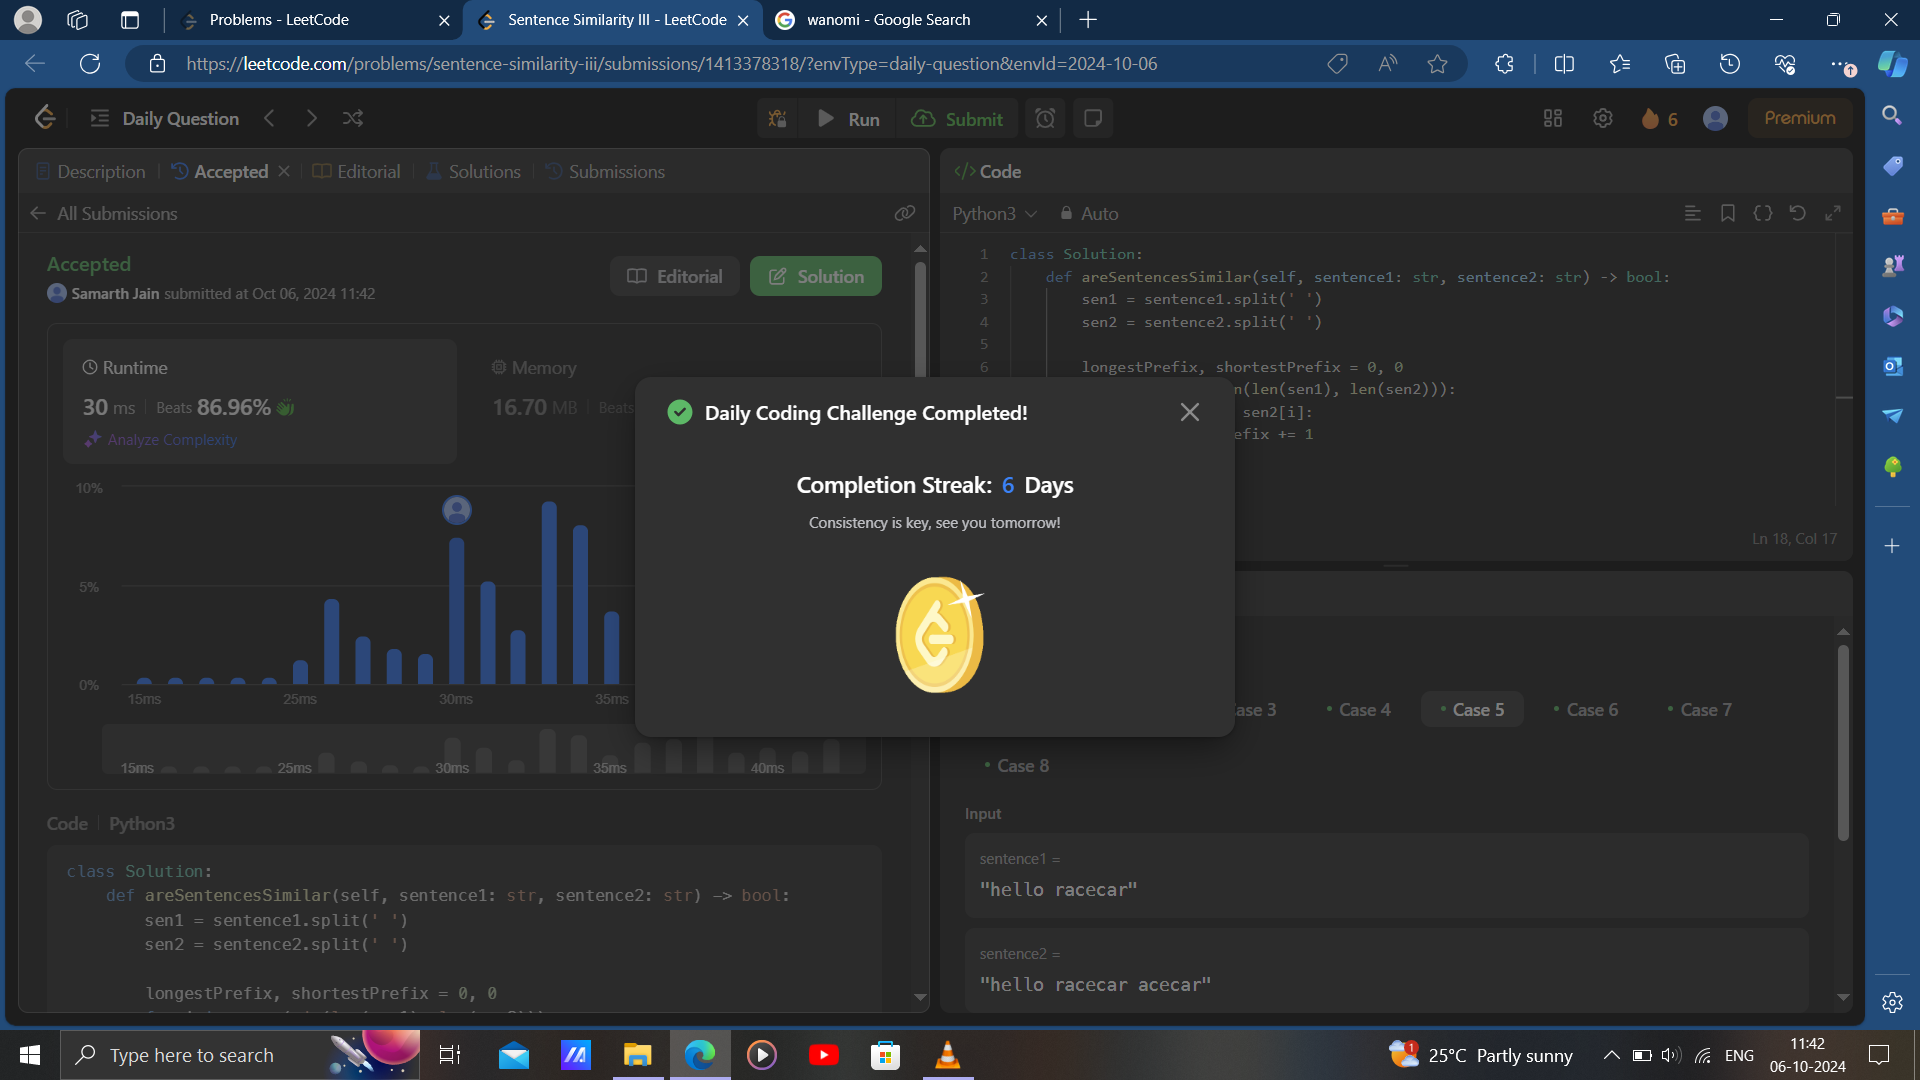 Problems - LeetCode
Sentence Similarity III - LeetCode
wanomi - Google Search
https://leetcode.com/problems/sentence-similarity-iii/submissions/1413378318/?envType=daily-question&envId=2024-10-06
Daily Question
Run
Submit
6
Premium
Description
Accepted
Editorial
Solutions
Submissions
All Submissions
Accepted
Samarth Jain submitted at Oct 06, 2024 11:42
Editorial
Solution
Runtime
30 ms
Beats 86.96%
Analyze Complexity
Memory
16.70 MB
Beats
10%
5%
0%
15ms
25ms
30ms
35ms
15ms
25ms
30ms
35ms
40ms
Code
Python3
class Solution:
def areSentencesSimilar(self, sentence1: str, sentence2: str) -> bool:
sen1 = sentence1.split(' ')
sen2 = sentence2.split(' ')
longestPrefix, shortestPrefix = 0, 0
</> Code
Python3
Auto
1 class Solution:
2 def areSentencesSimilar(self, sentence1: str, sentence2: str) -> bool:
3 sen1 = sentence1.split(' ')
4 sen2 = sentence2.split(' ')
5
6 longestPrefix, shortestPrefix = 0, 0
n(len(sen1), len(sen2))):
sen2[i]:
efix += 1
Ln 18, Col 17
Daily Coding Challenge Completed!
Completion Streak: 6 Days
Consistency is key, see you tomorrow!
ase 3
Case 4
Case 5
Case 6
Case 7
Case 8
Input
sentence1 =
"hello racecar"
sentence2 =
"hello racecar acecar"
Type here to search
1
25°C Partly sunny
ENG
11:42
06-10-2024